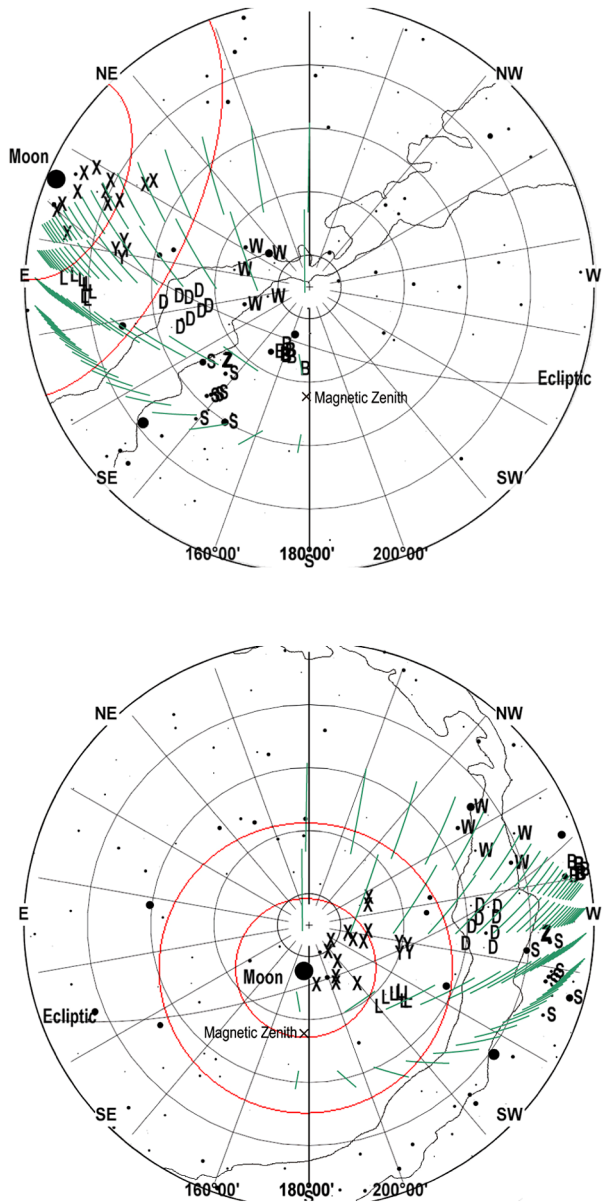 NE
NW
Moon
X X X X X
X X X X X X
X
Y Y Y Y
W W
W
E
W
L L L L L L
D D D D
W W
D D D D
B B B B B
S Z S
B
Ecliptic
S S S
Magnetic Zenith
S S
SE
SW
160°00' 180°00' 200°00'
S
NE
NW
W
W
W W
W
B B B B B
X X
D D
D D
E
W
X X X X X X
Y Y Y Y
D D D D
Z S
S
X
Moon
X X X X
L L L L L L
S S S
S
Ecliptic
Magnetic Zenith
SE
SW
160°00' 180°00' 200°00'
S